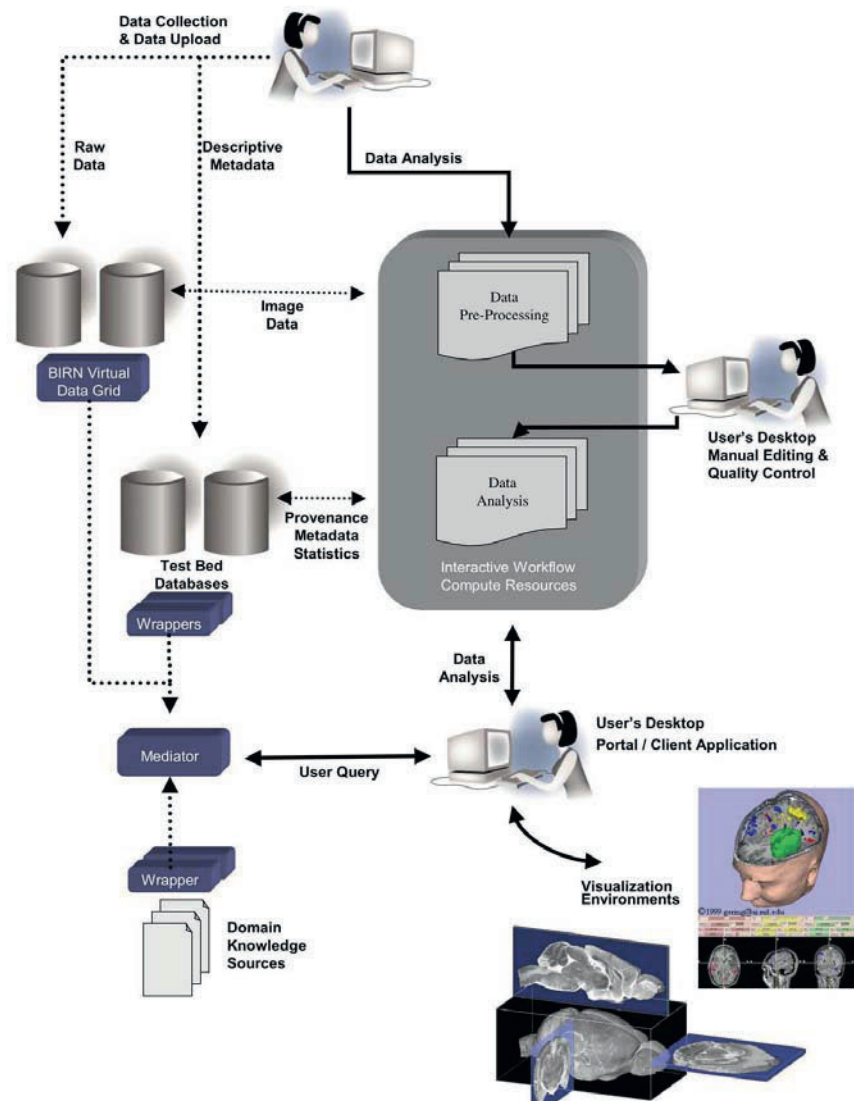 Data Collection
& Data Upload
Raw
Data
Descriptive
Metadata
Data Analysis
Data
Pre-Processing
Image
Data
BIRN Virtual
Data Grid
User's Desktop
Manual Editing &
Quality Control
Data
Analysis
Provenance
Metadata
Statistics
Test Bed
Databases
Interactive Workflow
Compute Resources
Wrappers
Data
Analysis
User's Desktop
Portal / Client Application
Mediator
User Query
Wrapper
Visualization
Environments
Domain
Knowledge
Sources
©1999